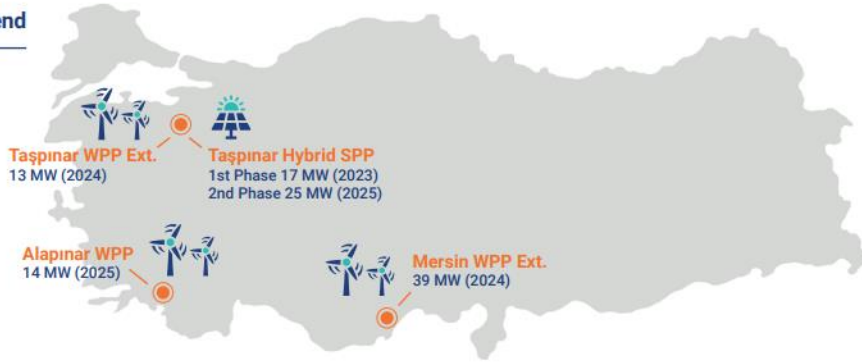 end
Taşpınar WPP Ext.
13 MW (2024)
Taşpınar Hybrid SPP
1st Phase 17 MW (2023)
2nd Phase 25 MW (2025)
Alapınar WPP
14 MW (2025)
Mersin WPP Ext.
39 MW (2024)